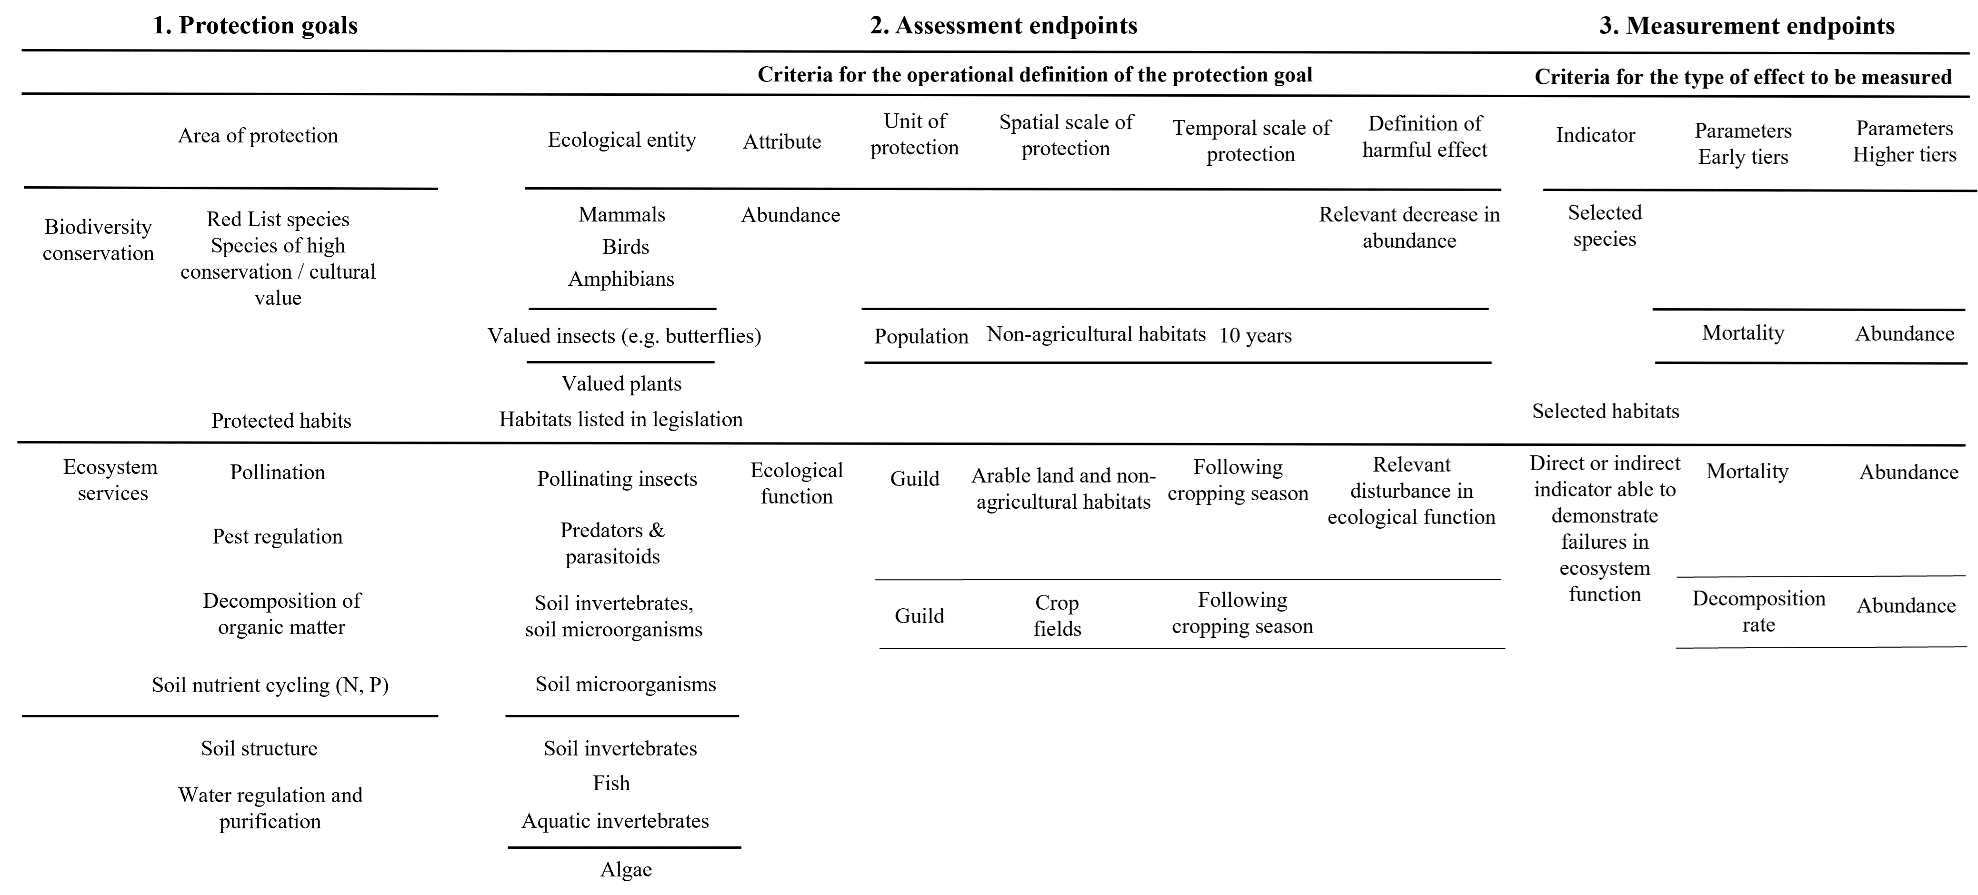 1. Protection goals
2. Assessment endpoints
3. Measurement endpoints
Criteria for the operational definition of the protection goal
Criteria for the type of effect to be measured
Area of protection
Ecological entity
Attribute
Unit of
protection
Spatial scale of
protection
Temporal scale of
protection
Definition of
harmful effect
Indicator
Parameters
Early tiers
Parameters
Higher tiers
Biodiversity
conservation
Red List species
Species of high
conservation / cultural
value
Mammals
Birds
Amphibians
Abundance
Relevant decrease in
abundance
Selected
species
Valued insects (e.g. butterflies)
Population
Non-agricultural habitats
10 years
Mortality
Abundance
Valued plants
Protected habits
Habitats listed in legislation
Selected habitats
Ecosystem
services
Pollination
Pollinating insects
Ecological
function
Guild
Arable land and non-
agricultural habitats
Following
cropping season
Relevant
disturbance in
ecological function
Direct or indirect
indicator able to
demonstrate
failures in
ecosystem
function
Mortality
Abundance
Pest regulation
Predators &
parasitoids
Decomposition of
organic matter
Soil invertebrates,
soil microorganisms
Guild
Crop
fields
Following
cropping season
Decomposition
rate
Abundance
Soil nutrient cycling (N, P)
Soil microorganisms
Soil structure
Soil invertebrates
Water regulation and
purification
Fish
Aquatic invertebrates
Algae